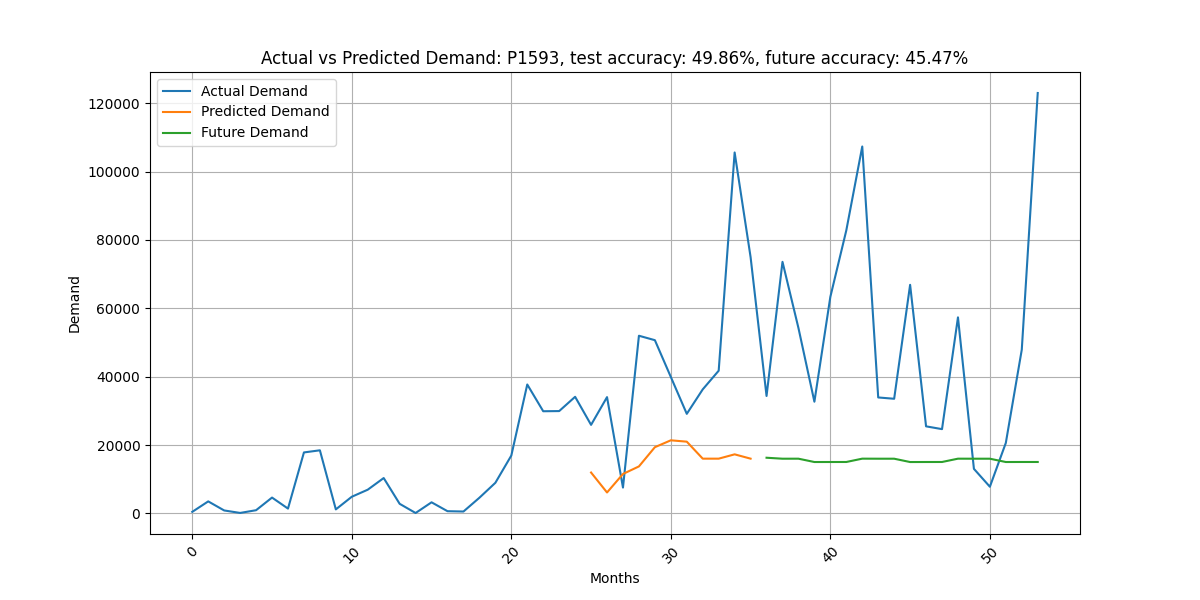 Actual vs Predicted Demand: P1593, test accuracy: 49.86%, future accuracy: 45.47%
Actual Demand
Predicted Demand
Future Demand
120000
100000
80000
60000
40000
20000
0
Demand
0
10
20
30
40
50
Months